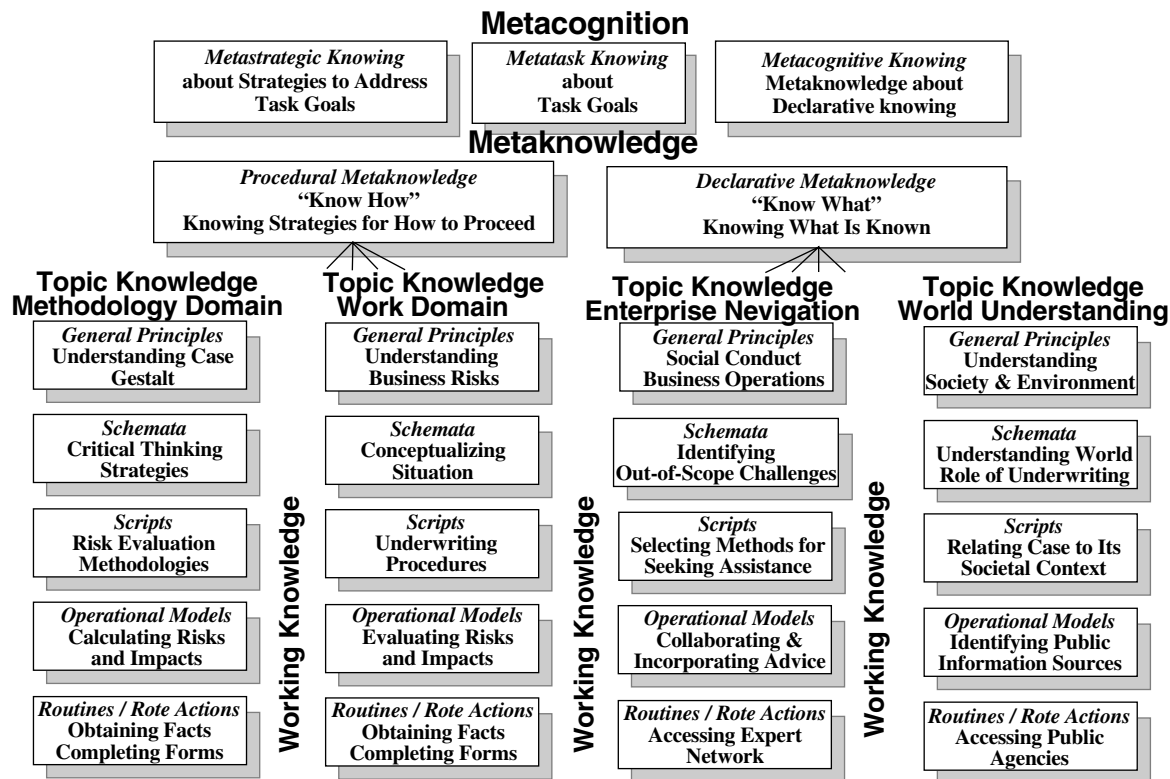 Metacognition
Metastrategic Knowing
about Strategies to Address
Task Goals
Metatask Knowing
about
Task Goals
Metacognitive Knowing
Metaknowledge about
Declarative knowing
Metaknowledge
Procedural Metaknowledge
“Know How”
Knowing Strategies for How to Proceed
Declarative Metaknowledge
“Know What”
Knowing What Is Known
Topic Knowledge
Methodology Domain
General Principles
Understanding Case
Gestalt
Schemata
Critical Thinking
Strategies
Scripts
Risk Evaluation
Methodologies
Operational Models
Calculating Risks
and Impacts
Routines / Rote Actions
Obtaining Facts
Completing Forms
Working Knowledge
Topic Knowledge
Work Domain
General Principles
Understanding
Business Risks
Schemata
Conceptualizing
Situation
Scripts
Underwriting
Procedures
Operational Models
Evaluating Risks
and Impacts
Routines / Rote Actions
Obtaining Facts
Completing Forms
Working Knowledge
Topic Knowledge
Enterprise Nevigation
General Principles
Social Conduct
Business Operations
Schemata
Identifying
Out-of-Scope Challenges
Scripts
Selecting Methods for
Seeking Assistance
Operational Models
Collaborating &
Incorporating Advice
Routines / Rote Actions
Accessing Expert
Network
Working Knowledge
Topic Knowledge
World Understanding
General Principles
Understanding
Society & Environment
Schemata
Understanding World
Role of Underwriting
Scripts
Relating Case to Its
Societal Context
Operational Models
Identifying Public
Information Sources
Routines / Rote Actions
Accessing Public
Agencies